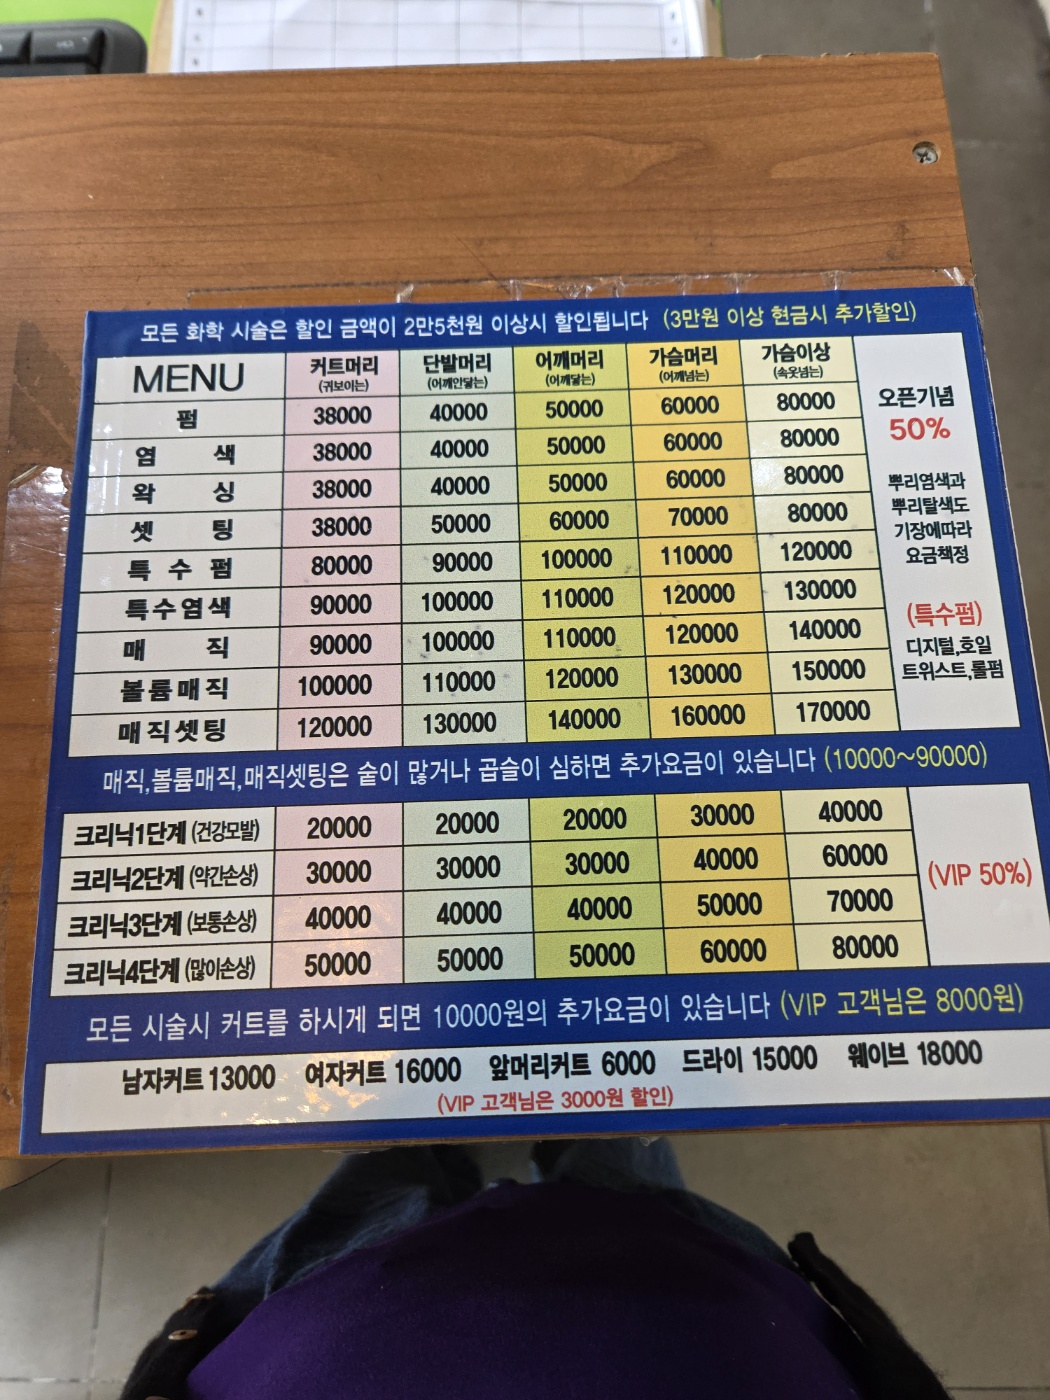 모든 화학 시술은 할인 금액이 2만5천원 이상시 할인됩니다 (3만원 이상 현금시 추가할인)
MENU 커트머리 (귀보이는) 단발머리 (어깨안닿는) 어깨머리 (어깨닿는) 가슴머리 (어깨넘는) 가슴이상 (속옷넘는)
펌 38000 40000 50000 60000 80000
염 색 38000 40000 50000 60000 80000
왁 싱 38000 40000 50000 60000 80000
셋 팅 38000 50000 60000 70000 80000
특 수 펌 80000 90000 100000 110000 120000
특수염색 90000 100000 110000 120000 130000
매 직 90000 100000 110000 120000 140000
볼륨매직 100000 110000 120000 130000 150000
매직셋팅 120000 130000 140000 160000 170000
오픈기념
50%
뿌리염색과
뿌리탈색도
기장에따라
요금책정
(특수펌)
디지털,호일
트위스트,롤펌
매직,볼륨매직,매직셋팅은 숱이 많거나 곱슬이 심하면 추가요금이 있습니다 (10000~90000)
크리닉1단계 (건강모발) 20000 20000 20000 30000 40000
크리닉2단계 (약간손상) 30000 30000 30000 40000 60000
크리닉3단계 (보통손상) 40000 40000 40000 50000 70000
크리닉4단계 (많이손상) 50000 50000 50000 60000 80000
(VIP 50%)
모든 시술시 커트를 하시게 되면 10000원의 추가요금이 있습니다 (VIP 고객님은 8000원)
남자커트 13000 여자커트 16000 앞머리커트 6000 드라이 15000 웨이브 18000
(VIP 고객님은 3000원 할인)